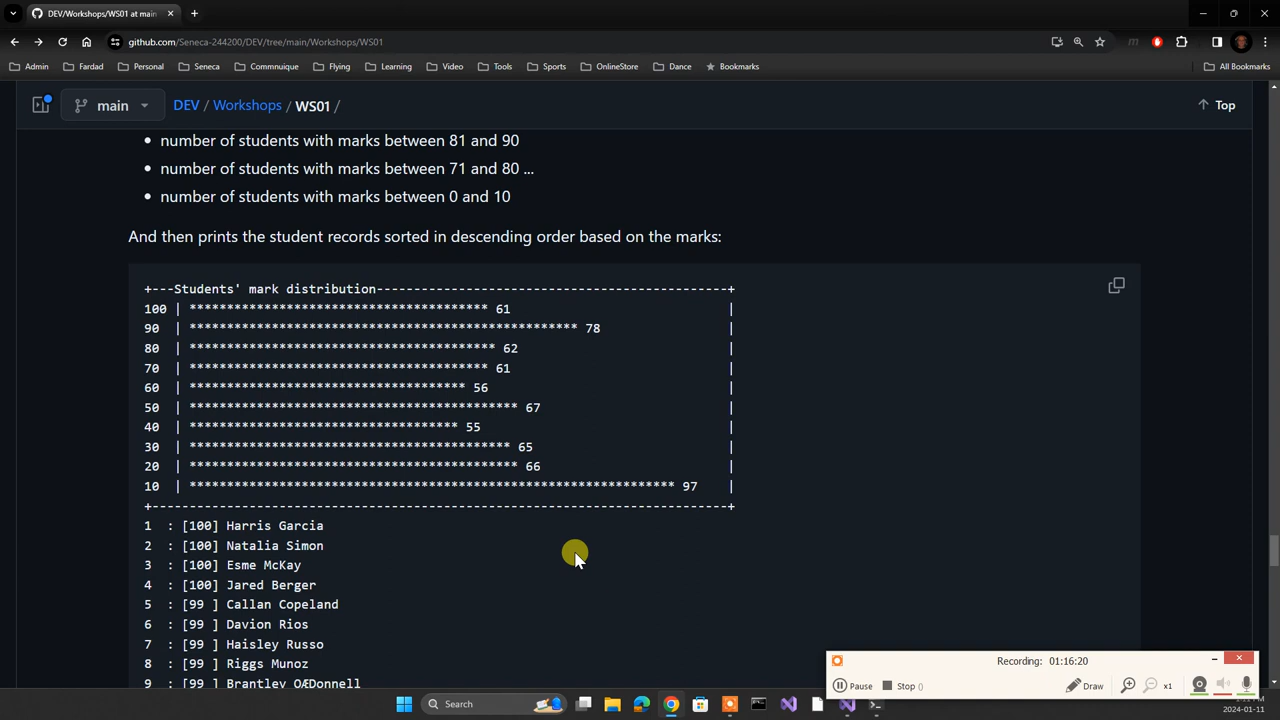 DEV/Workshops/WS01 at main
github.com/Seneca-244200/DEV/tree/main/Workshops/WS01
Admin Fardad Personal Seneca Commnuique Flying Learning Video Tools Sports OnlineStore Dance Bookmarks All Bookmarks
main DEV / Workshops / WS01 / Top
number of students with marks between 81 and 90
number of students with marks between 71 and 80 ...
number of students with marks between 0 and 10
And then prints the student records sorted in descending order based on the marks:
+---Students' mark distribution-----------------------------------------------+
100 | **************************************** 61 |
90 | **************************************************** 78 |
80 | ***************************************** 62 |
70 | **************************************** 61 |
60 | ************************************* 56 |
50 | ******************************************** 67 |
40 | ************************************ 55 |
30 | ******************************************* 65 |
20 | ******************************************** 66 |
10 | ***************************************************************** 97 |
+-----------------------------------------------------------------------------+
1 : [100] Harris Garcia
2 : [100] Natalia Simon
3 : [100] Esme McKay
4 : [100] Jared Berger
5 : [99 ] Callan Copeland
6 : [99 ] Davion Rios
7 : [99 ] Haisley Russo
8 : [99 ] Riggs Munoz
9 : [99 ] Brantley OÆDonnell
Recording: 01:16:20
Pause Stop () Draw x1
Search
2024-01-11